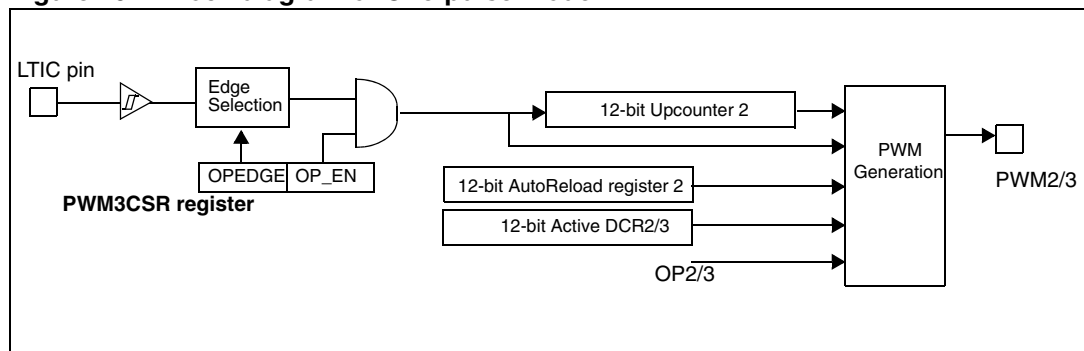 LTIC pin
Edge
Selection
12-bit Upcounter 2
PWM
Generation
OPEDGE OP_EN
PWM3CSR register
12-bit AutoReload register 2
12-bit Active DCR2/3
OP2/3
PWM2/3